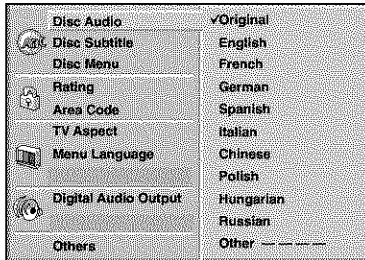 Disc Audio
Disc Subtitle
Disc Menu
Rating
Area Code
TV Aspect
Menu Language
Digital Audio Output
Others
✓Original
English
French
German
Spanish
Italian
Chinese
Polish
Hungarian
Russian
Other – – – –